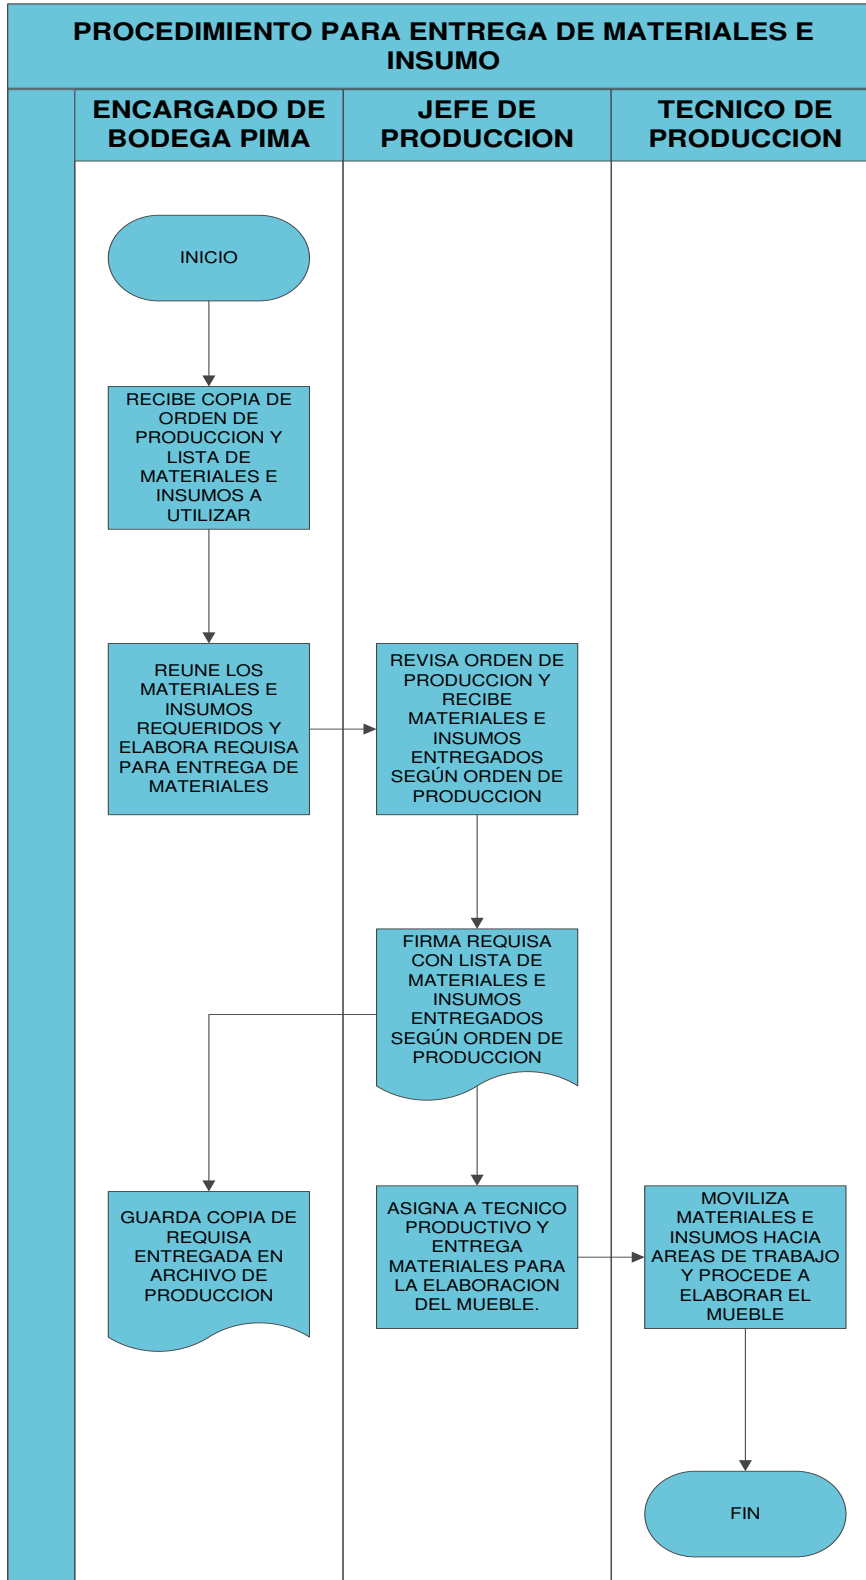 PROCEDIMIENTO PARA ENTREGA DE MATERIALES E
INSUMO
ENCARGADO DE
BODEGA PIMA
JEFE DE
PRODUCCION
TECNICO DE
PRODUCCION
INICIO
RECIBE COPIA DE
ORDEN DE
PRODUCCION Y
LISTA DE
MATERIALES E
INSUMOS A
UTILIZAR
REUNE LOS
MATERIALES E
INSUMOS
REQUERIDOS Y
ELABORA REQUISA
PARA ENTREGA DE
MATERIALES
REVISA ORDEN DE
PRODUCCION Y
RECIBE
MATERIALES E
INSUMOS
ENTREGADOS
SEGÚN ORDEN DE
PRODUCCION
FIRMA REQUISA
CON LISTA DE
MATERIALES E
INSUMOS
ENTREGADOS
SEGÚN ORDEN DE
PRODUCCION
GUARDA COPIA DE
REQUISA
ENTREGADA EN
ARCHIVO DE
PRODUCCION
ASIGNA A TECNICO
PRODUCTIVO Y
ENTREGA
MATERIALES PARA
LA ELABORACION
DEL MUEBLE.
MOVILIZA
MATERIALES E
INSUMOS HACIA
AREAS DE TRABAJO
Y PROCEDE A
ELABORAR EL
MUEBLE
FIN